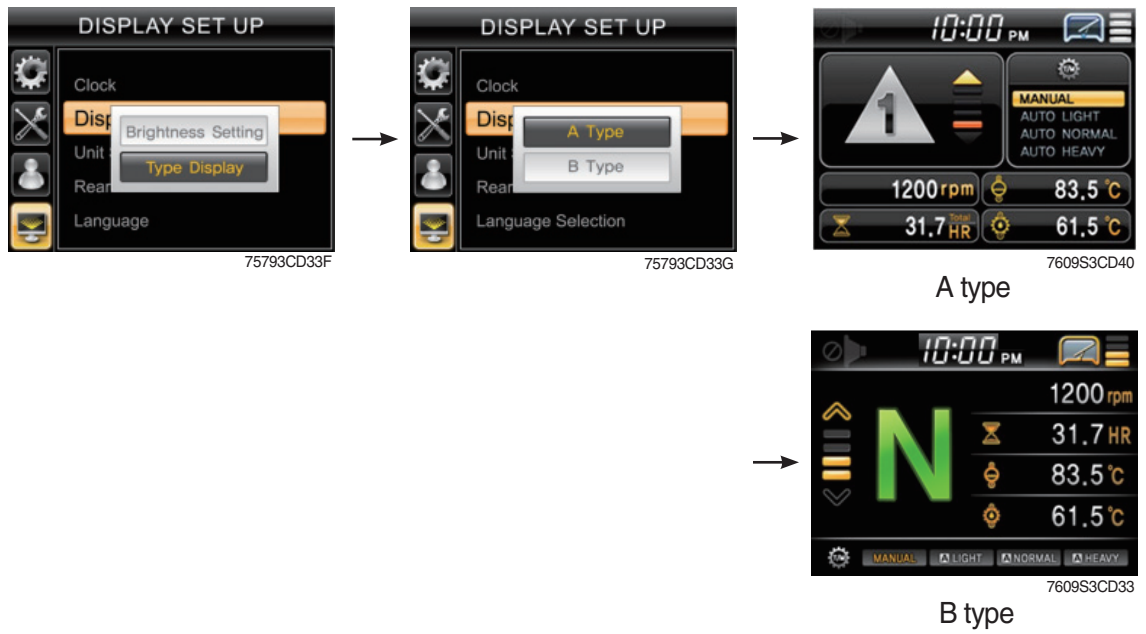 DISPLAY SET UP
Clock
Disp
Brightness Setting
Unit
Type Display
Rear
Language
75793CD33F
DISPLAY SET UP
Clock
Disp
A Type
Unit
B Type
Rear
Language Selection
75793CD33G
10:00 PM
1
T/M
MANUAL
AUTO LIGHT
AUTO NORMAL
AUTO HEAVY
1200 rpm
83.5 °C
31.7 Total HR
61.5 °C
7609S3CD40
A type
10:00 PM
N
1200 rpm
31.7 HR
83.5 °C
61.5 °C
T/M MANUAL A LIGHT A NORMAL A HEAVY
7609S3CD33
B type